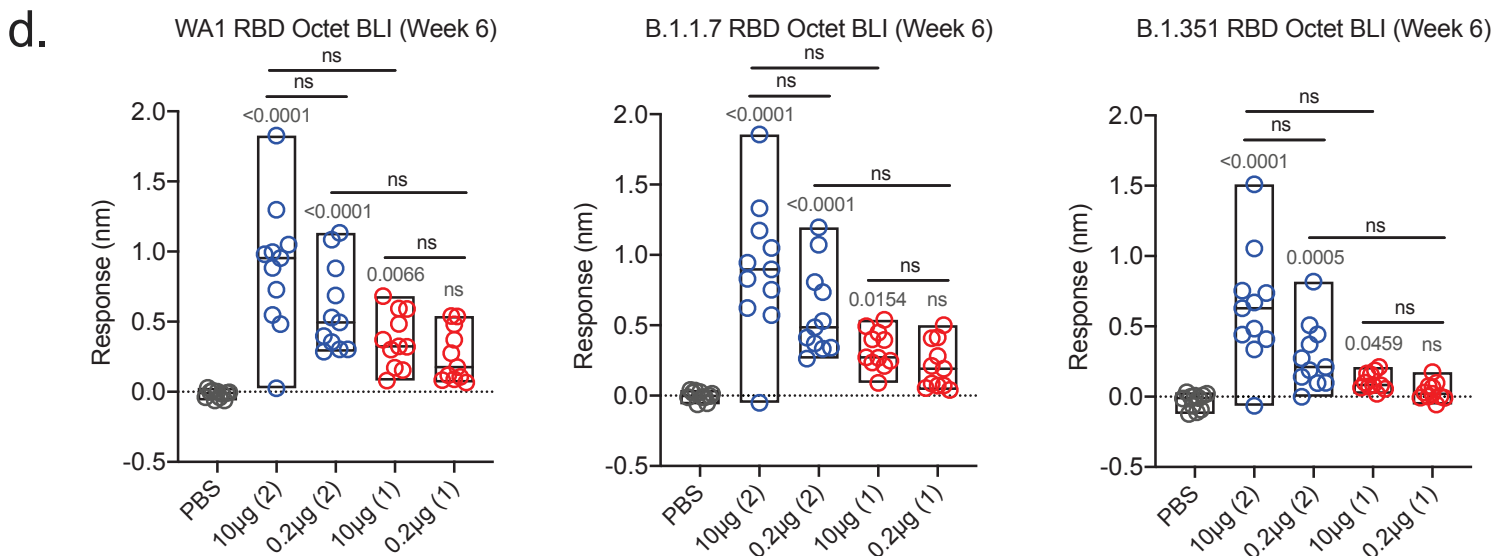 d.
WA1 RBD Octet BLI (Week 6)
ns
ns
<0.0001
ns
<0.0001
ns
0.0066
ns
Response (nm)
2.0
1.5
1.0
0.5
0.0
-0.5
PBS
10µg (2)
0.2µg (2)
10µg (1)
0.2µg (1)
B.1.1.7 RBD Octet BLI (Week 6)
ns
ns
<0.0001
ns
<0.0001
ns
0.0154
ns
Response (nm)
2.0
1.5
1.0
0.5
0.0
-0.5
PBS
10µg (2)
0.2µg (2)
10µg (1)
0.2µg (1)
B.1.351 RBD Octet BLI (Week 6)
ns
ns
<0.0001
ns
0.0005
ns
0.0459
ns
Response (nm)
2.0
1.5
1.0
0.5
0.0
-0.5
PBS
10µg (2)
0.2µg (2)
10µg (1)
0.2µg (1)